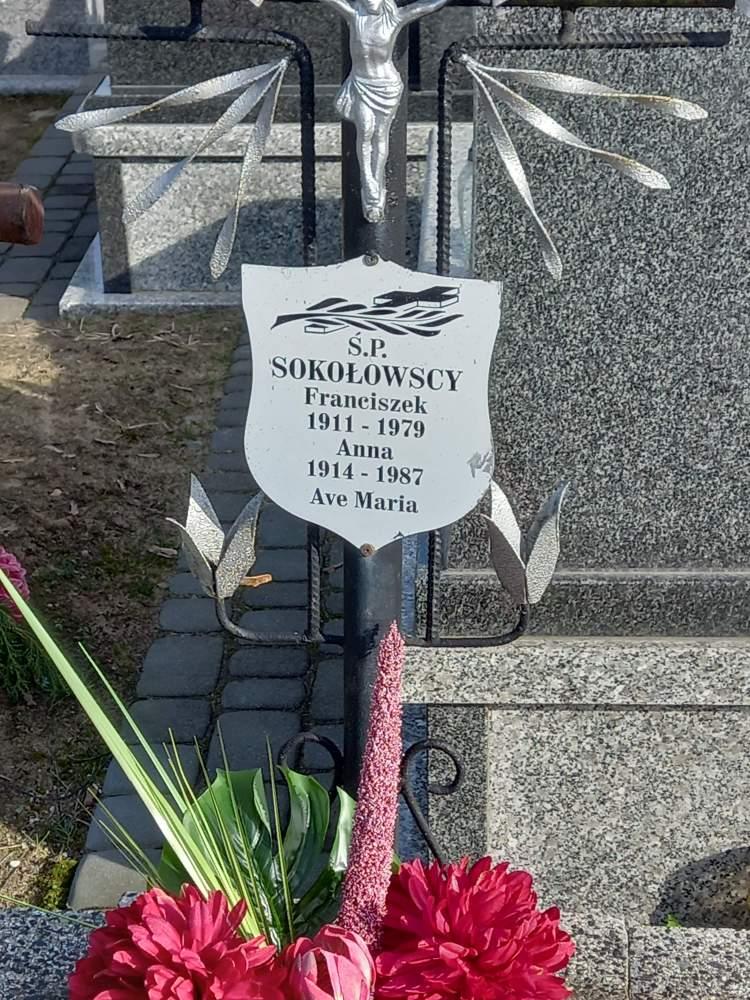 Ś.P.
SOKOŁOWSCY
Franciszek
1911 - 1979
Anna
1914 - 1987
Ave Maria